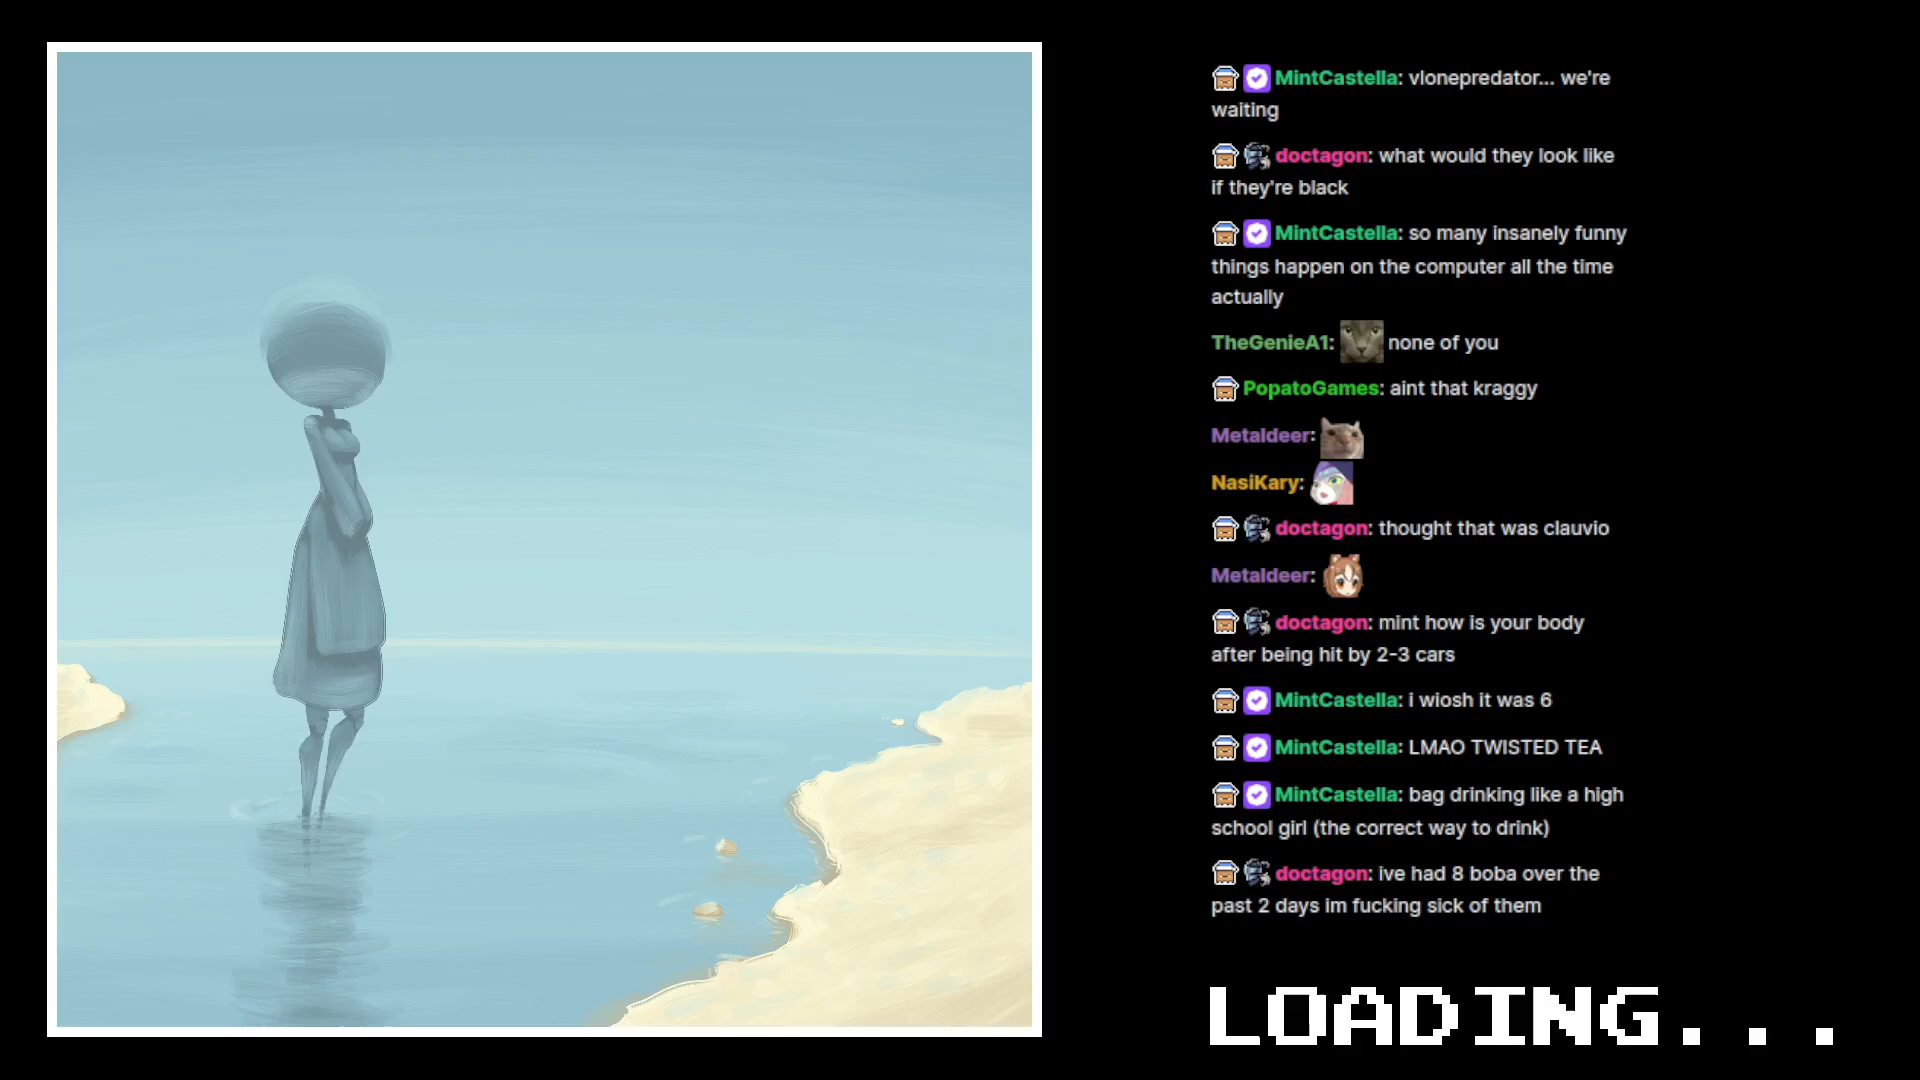 MintCastella: vlonepredator... we're
waiting
doctagon: what would they look like
if they're black
MintCastella: so many insanely funny
things happen on the computer all the time
actually
TheGenieA1: none of you
PopatoGames: aint that kraggy
Metaldeer:
NasiKary:
doctagon: thought that was clauvio
Metaldeer:
doctagon: mint how is your body
after being hit by 2-3 cars
MintCastella: i wiosh it was 6
MintCastella: LMAO TWISTED TEA
MintCastella: bag drinking like a high
school girl (the correct way to drink)
doctagon: ive had 8 boba over the
past 2 days im fucking sick of them
LOADING...